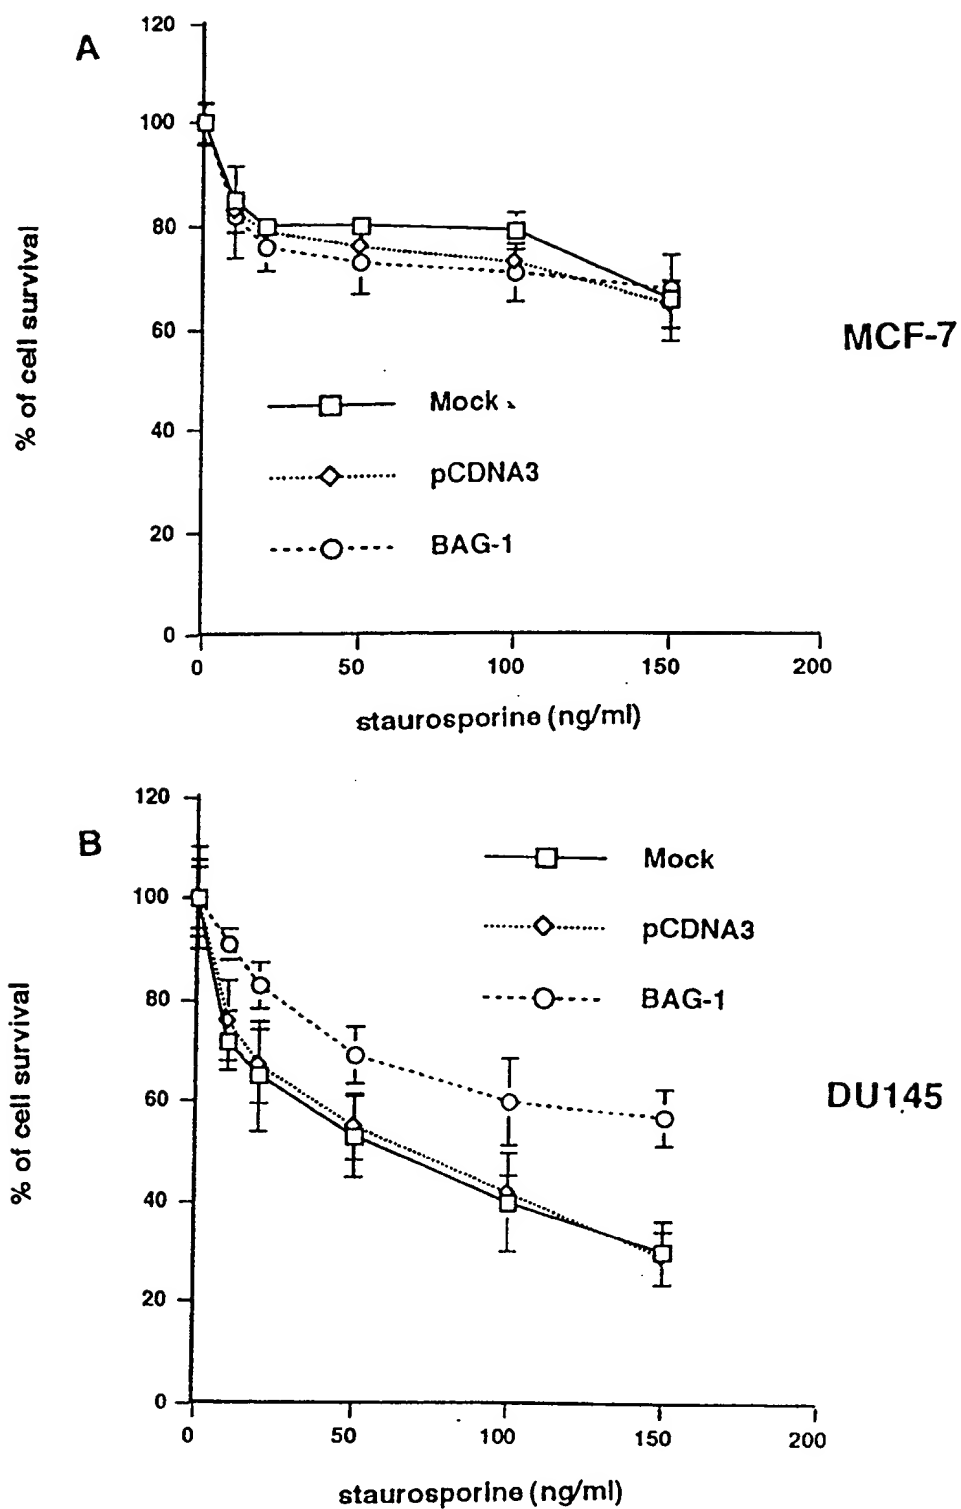 A
120
100
80
60
40
20
0
% of cell survival
Mock
pCDNA3
BAG-1
MCF-7
0 50 100 150 200
staurosporine (ng/ml)
B
120
100
80
60
40
20
0
% of cell survival
Mock
pCDNA3
BAG-1
DU145
0 50 100 150 200
staurosporine (ng/ml)